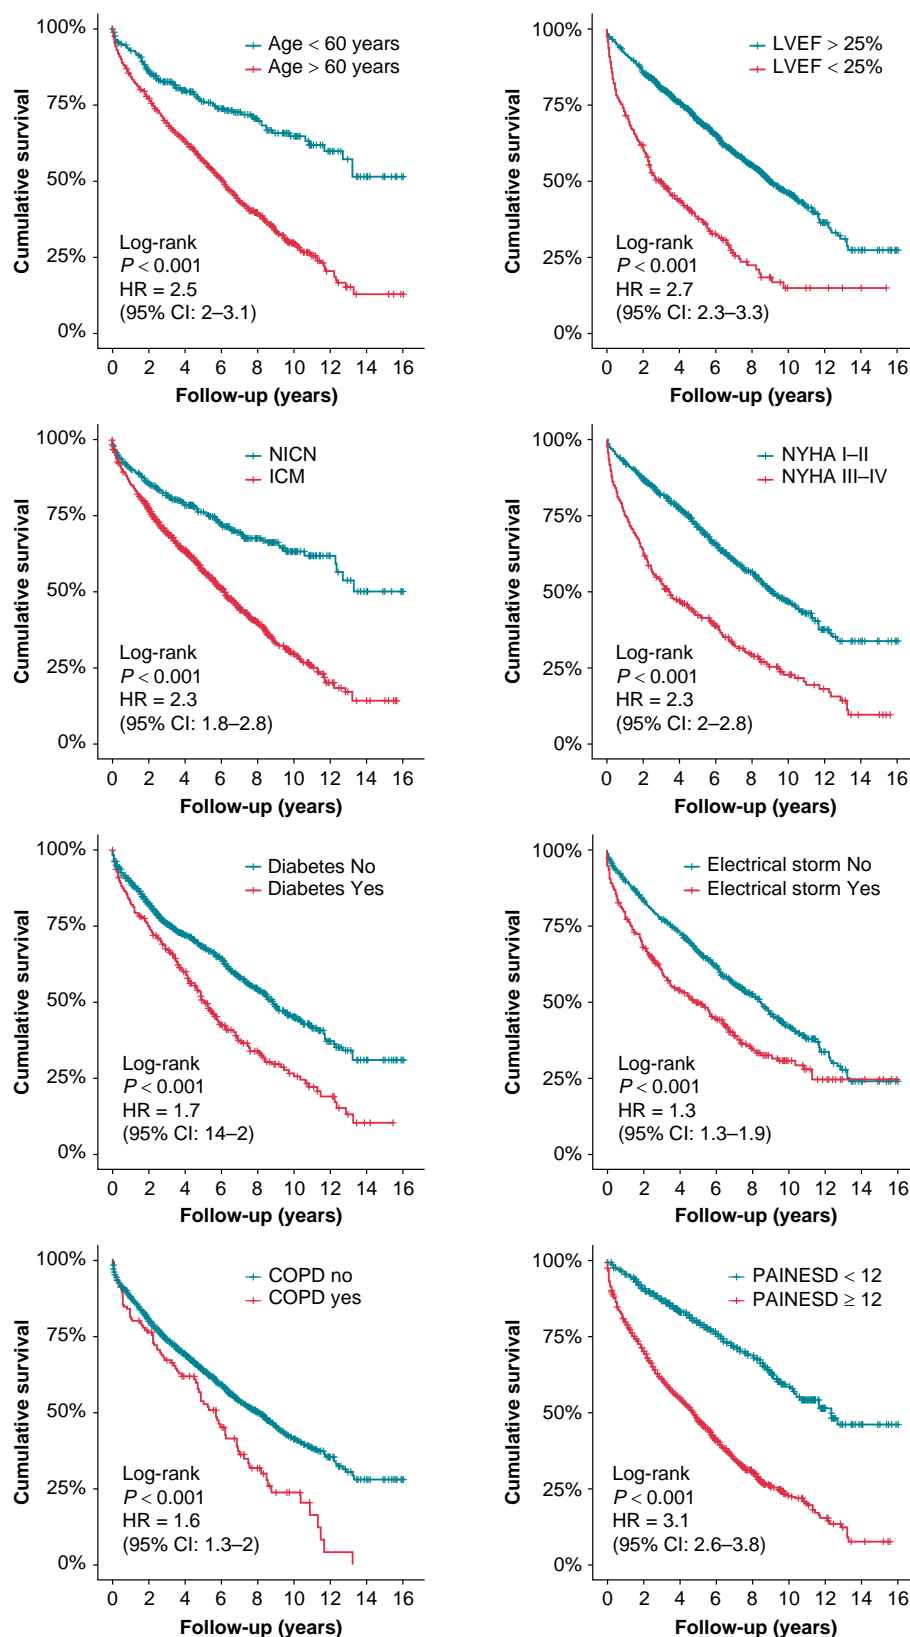 100%
75%
50%
25%
0%
Cumulative survival
Age < 60 years
Age > 60 years
Log-rank
P < 0.001
HR = 2.5
(95% CI: 2–3.1)
0 2 4 6 8 10 12 14 16
Follow-up (years)
100%
75%
50%
25%
0%
Cumulative survival
LVEF > 25%
LVEF < 25%
Log-rank
P < 0.001
HR = 2.7
(95% CI: 2.3–3.3)
0 2 4 6 8 10 12 14 16
Follow-up (years)
100%
75%
50%
25%
0%
Cumulative survival
NICN
ICM
Log-rank
P < 0.001
HR = 2.3
(95% CI: 1.8–2.8)
0 2 4 6 8 10 12 14 16
Follow-up (years)
100%
75%
50%
25%
0%
Cumulative survival
NYHA I–II
NYHA III–IV
Log-rank
P < 0.001
HR = 2.3
(95% CI: 2–2.8)
0 2 4 6 8 10 12 14 16
Follow-up (years)
100%
75%
50%
25%
0%
Cumulative survival
Diabetes No
Diabetes Yes
Log-rank
P < 0.001
HR = 1.7
(95% CI: 14–2)
0 2 4 6 8 10 12 14 16
Follow-up (years)
100%
75%
50%
25%
0%
Cumulative survival
Electrical storm No
Electrical storm Yes
Log-rank
P < 0.001
HR = 1.3
(95% CI: 1.3–1.9)
0 2 4 6 8 10 12 14 16
Follow-up (years)
100%
75%
50%
25%
0%
Cumulative survival
COPD no
COPD yes
Log-rank
P < 0.001
HR = 1.6
(95% CI: 1.3–2)
0 2 4 6 8 10 12 14 16
Follow-up (years)
100%
75%
50%
25%
0%
Cumulative survival
PAINESD < 12
PAINESD ≥ 12
Log-rank
P < 0.001
HR = 3.1
(95% CI: 2.6–3.8)
0 2 4 6 8 10 12 14 16
Follow-up (years)